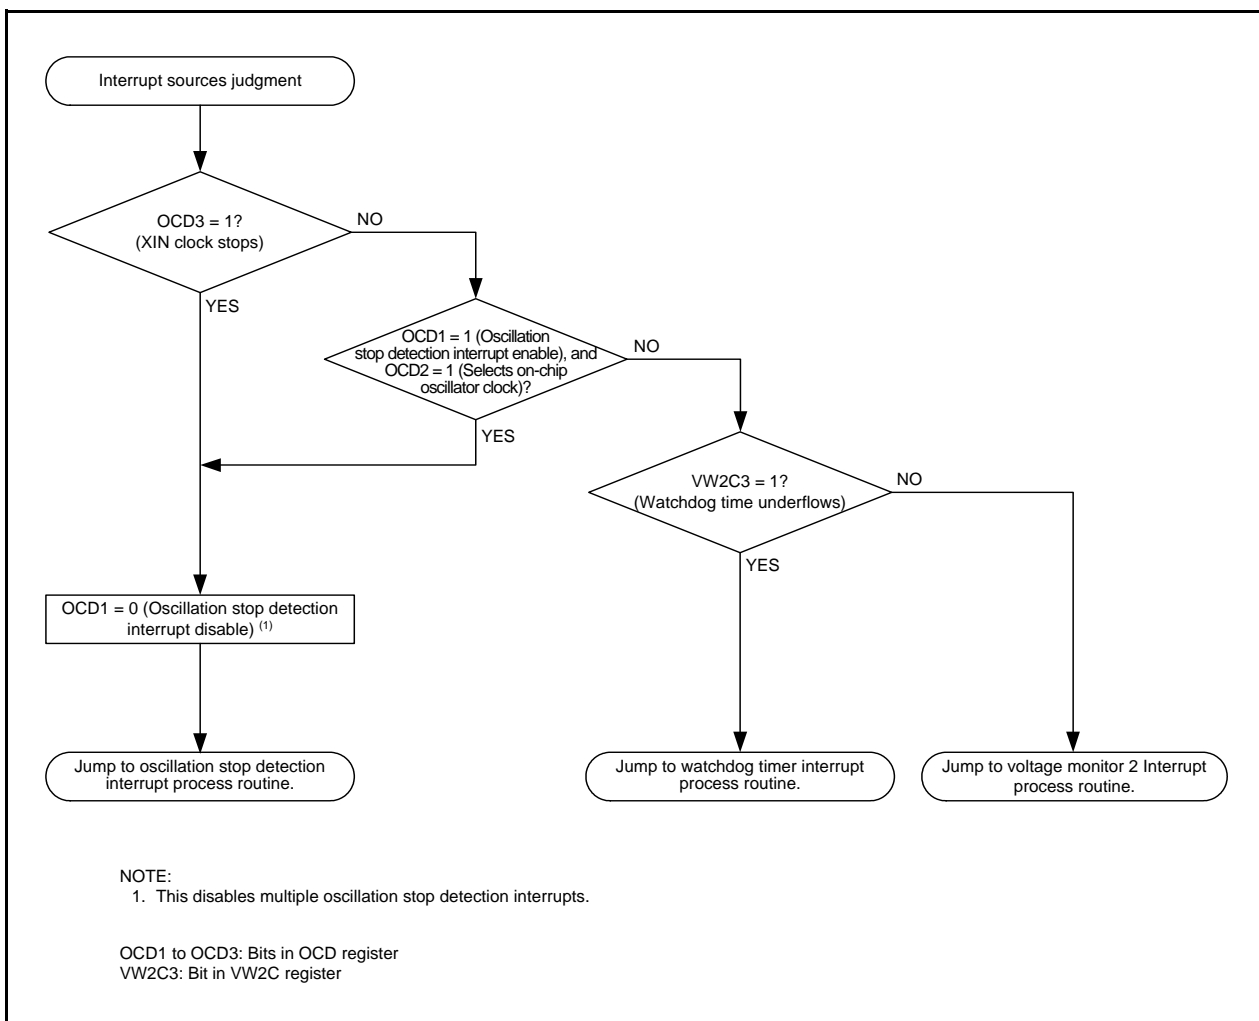 Interrupt sources judgment
OCD3 = 1?
(XIN clock stops)
NO
YES
OCD1 = 1 (Oscillation
stop detection interrupt enable), and
OCD2 = 1 (Selects on-chip
oscillator clock)?
NO
YES
VW2C3 = 1?
(Watchdog time underflows)
NO
YES
OCD1 = 0 (Oscillation stop detection
interrupt disable) (1)
Jump to oscillation stop detection
interrupt process routine.
Jump to watchdog timer interrupt
process routine.
Jump to voltage monitor 2 Interrupt
process routine.
NOTE:
1. This disables multiple oscillation stop detection interrupts.
OCD1 to OCD3: Bits in OCD register
VW2C3: Bit in VW2C register